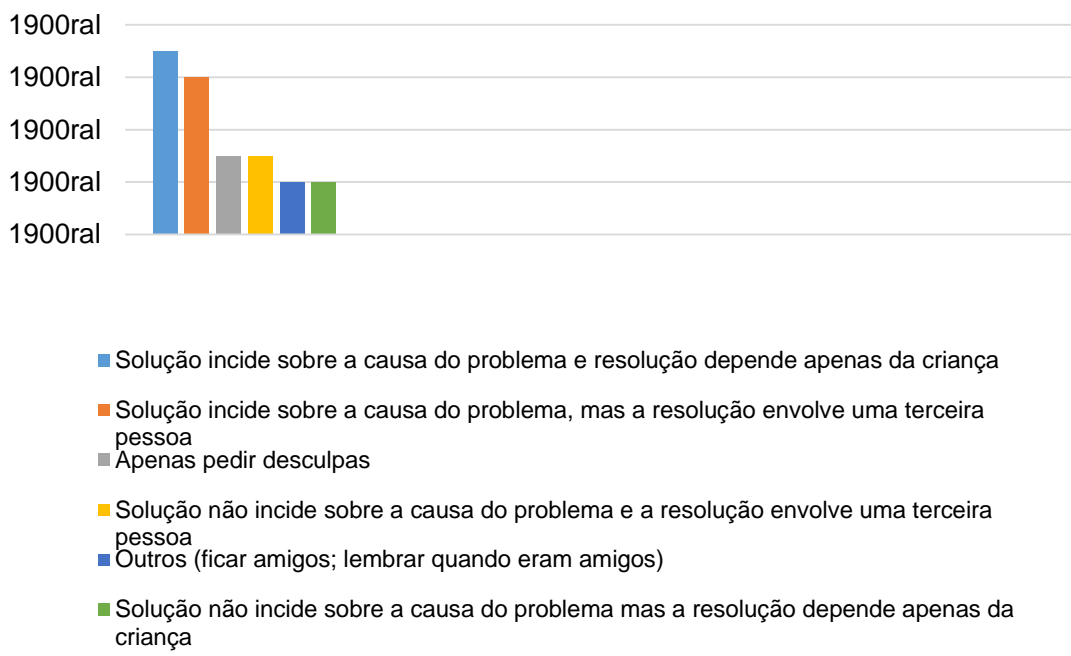 1900ral
1900ral
1900ral
1900ral
1900ral
Solução incide sobre a causa do problema e resolução depende apenas da criança
Solução incide sobre a causa do problema, mas a resolução envolve uma terceira
pessoa
Apenas pedir desculpas
Solução não incide sobre a causa do problema e a resolução envolve uma terceira
pessoa
Outros (ficar amigos; lembrar quando eram amigos)
Solução não incide sobre a causa do problema mas a resolução depende apenas da
criança